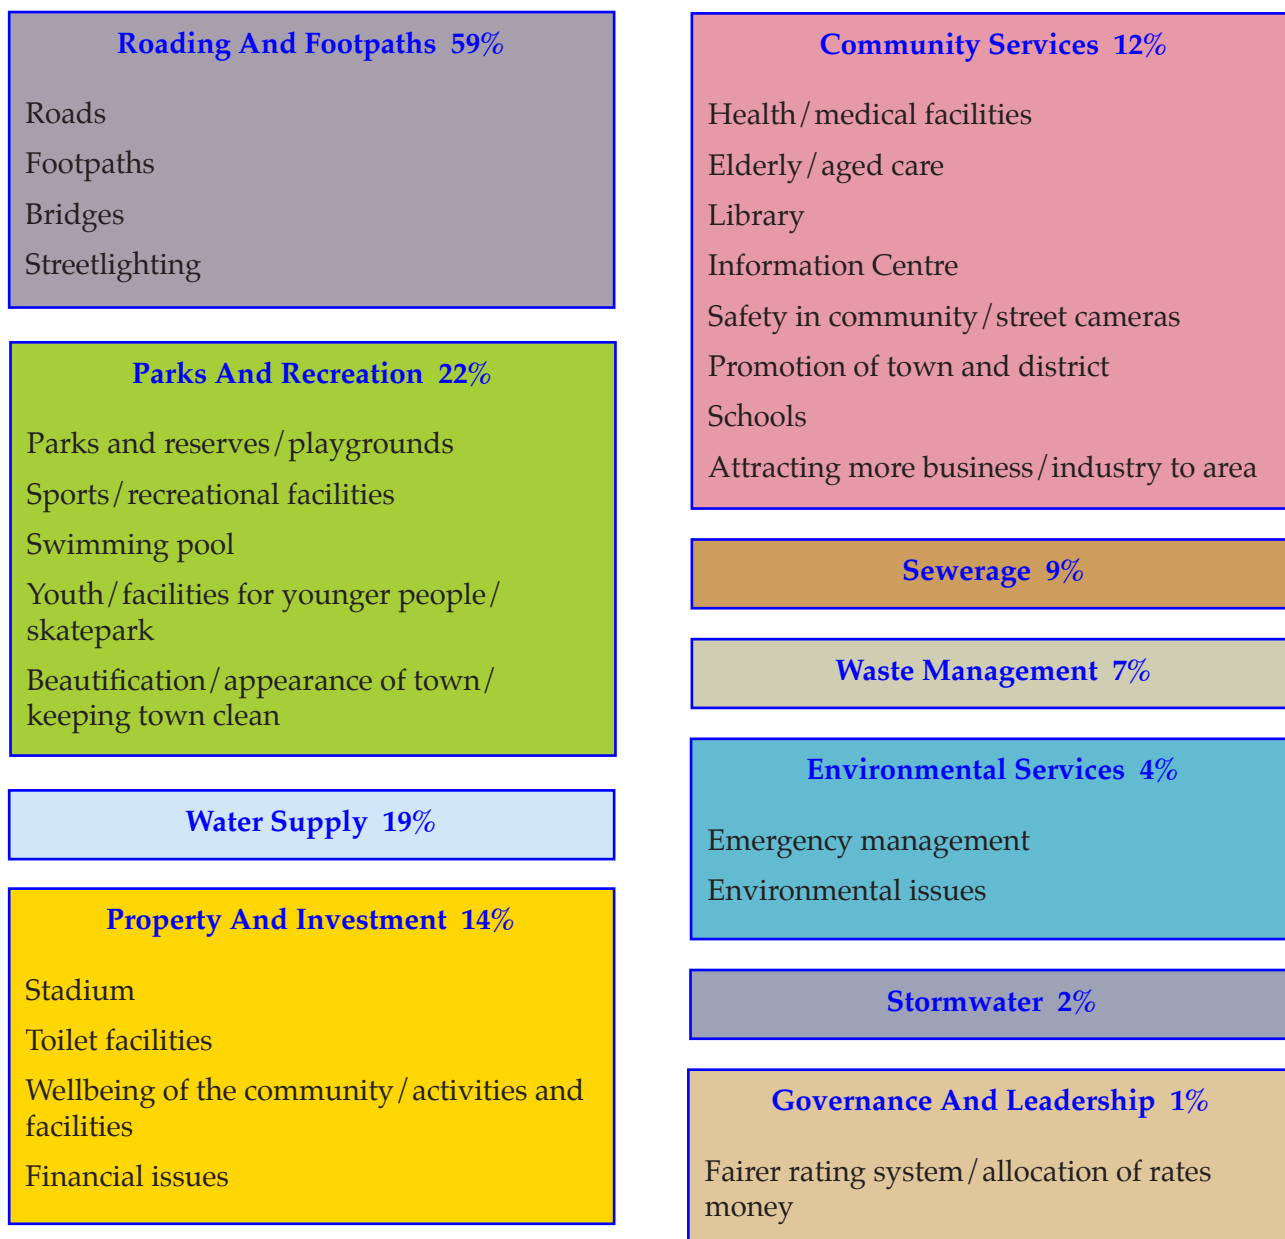 Roading And Footpaths 59%
Roads
Footpaths
Bridges
Streetlighting
Parks And Recreation 22%
Parks and reserves/playgrounds
Sports/recreational facilities
Swimming pool
Youth/facilities for younger people/
skatepark
Beautification/appearance of town/
keeping town clean
Water Supply 19%
Property And Investment 14%
Stadium
Toilet facilities
Wellbeing of the community/activities and
facilities
Financial issues
Community Services 12%
Health/medical facilities
Elderly/aged care
Library
Information Centre
Safety in community/street cameras
Promotion of town and district
Schools
Attracting more business/industry to area
Sewerage 9%
Waste Management 7%
Environmental Services 4%
Emergency management
Environmental issues
Stormwater 2%
Governance And Leadership 1%
Fairer rating system/allocation of rates
money